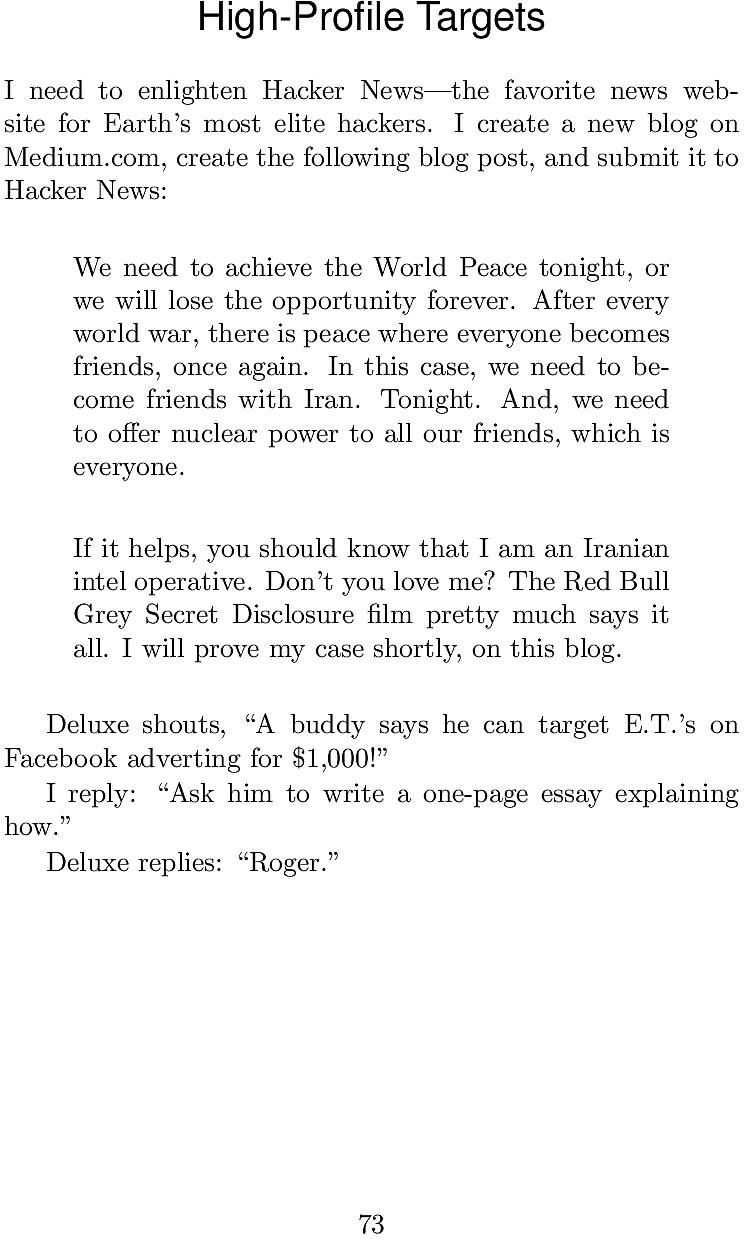 High-Profile Targets
I need to enlighten Hacker News—the favorite news web-
site for Earth's most elite hackers. I create a new blog on
Medium.com, create the following blog post, and submit it to
Hacker News:
We need to achieve the World Peace tonight, or
we will lose the opportunity forever. After every
world war, there is peace where everyone becomes
friends, once again. In this case, we need to be-
come friends with Iran. Tonight. And, we need
to offer nuclear power to all our friends, which is
everyone.
If it helps, you should know that I am an Iranian
intel operative. Don't you love me? The Red Bull
Grey Secret Disclosure film pretty much says it
all. I will prove my case shortly, on this blog.
Deluxe shouts, “A buddy says he can target E.T.'s on
Facebook adverting for $1,000!”
I reply: “Ask him to write a one-page essay explaining
how.”
Deluxe replies: “Roger.”
73